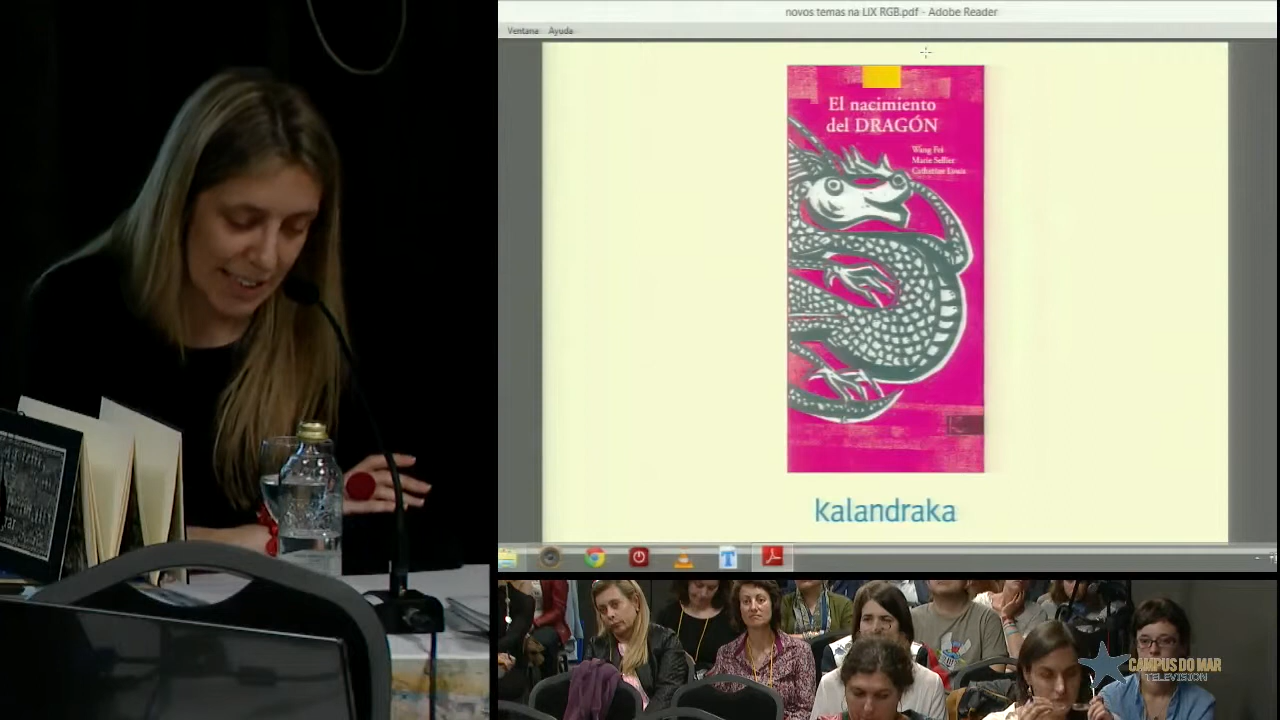 novos temas na LIX RGB.pdf - Adobe Reader
Ventana Ayuda
El nacimiento
del DRAGÓN
Wang Fei
Marie Sellier
Catherine Louis
kalandraka
CAMPUS DO MAR
TELEVISION